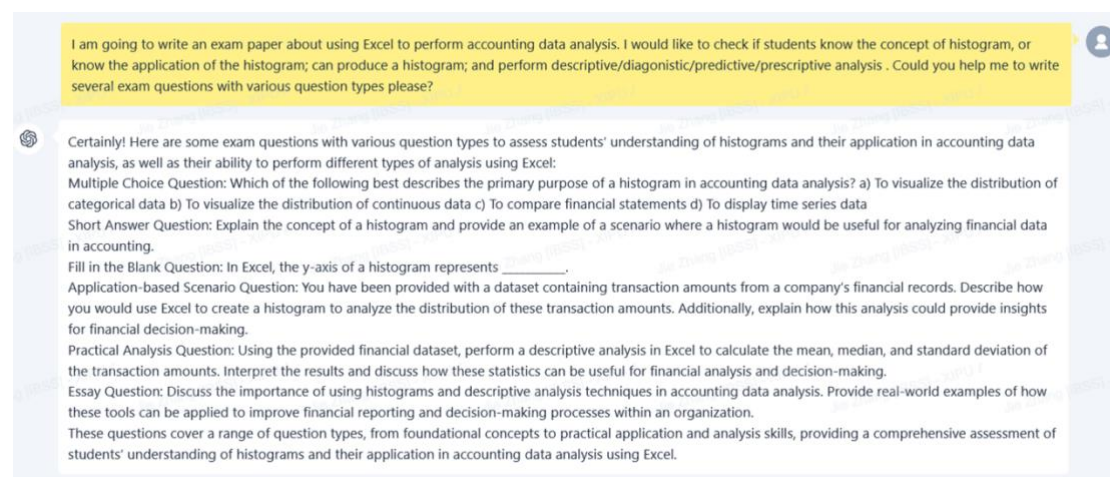 I am going to write an exam paper about using Excel to perform accounting data analysis. I would like to check if students know the concept of histogram, or
know the application of the histogram; can produce a histogram; and perform descriptive/diagonistic/predictive/prescriptive analysis . Could you help me to write
several exam questions with various question types please?
Certainly! Here are some exam questions with various question types to assess students' understanding of histograms and their application in accounting data
analysis, as well as their ability to perform different types of analysis using Excel:
Multiple Choice Question: Which of the following best describes the primary purpose of a histogram in accounting data analysis? a) To visualize the distribution of
categorical data b) To visualize the distribution of continuous data c) To compare financial statements d) To display time series data
Short Answer Question: Explain the concept of a histogram and provide an example of a scenario where a histogram would be useful for analyzing financial data
in accounting.
Fill in the Blank Question: In Excel, the y-axis of a histogram represents __________.
Application-based Scenario Question: You have been provided with a dataset containing transaction amounts from a company's financial records. Describe how
you would use Excel to create a histogram to analyze the distribution of these transaction amounts. Additionally, explain how this analysis could provide insights
for financial decision-making.
Practical Analysis Question: Using the provided financial dataset, perform a descriptive analysis in Excel to calculate the mean, median, and standard deviation of
the transaction amounts. Interpret the results and discuss how these statistics can be useful for financial analysis and decision-making.
Essay Question: Discuss the importance of using histograms and descriptive analysis techniques in accounting data analysis. Provide real-world examples of how
these tools can be applied to improve financial reporting and decision-making processes within an organization.
These questions cover a range of question types, from foundational concepts to practical application and analysis skills, providing a comprehensive assessment of
students' understanding of histograms and their application in accounting data analysis using Excel.